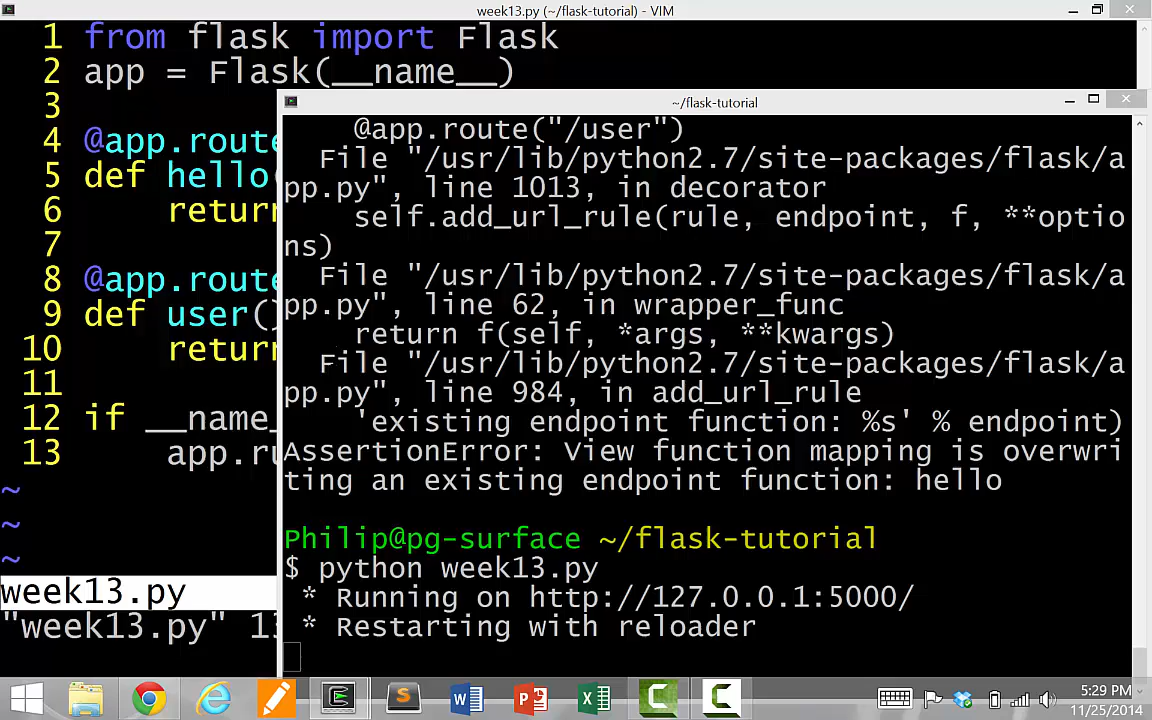 week13.py (~/flask-tutorial) - VIM
1 from flask import Flask
2 app = Flask(__name__)
3
4 @app.route
5 def hello(
6 return
7
8 @app.route
9 def user()
10 return
11
12 if __name_
13 app.ru
~
~
~
week13.py
"week13.py" 13
~/flask-tutorial
@app.route("/user")
File "/usr/lib/python2.7/site-packages/flask/a
pp.py", line 1013, in decorator
self.add_url_rule(rule, endpoint, f, **optio
ns)
File "/usr/lib/python2.7/site-packages/flask/a
pp.py", line 62, in wrapper_func
return f(self, *args, **kwargs)
File "/usr/lib/python2.7/site-packages/flask/a
pp.py", line 984, in add_url_rule
'existing endpoint function: %s' % endpoint)
AssertionError: View function mapping is overwri
ting an existing endpoint function: hello
Philip@pg-surface ~/flask-tutorial
$ python week13.py
* Running on http://127.0.0.1:5000/
* Restarting with reloader
5:29 PM
11/25/2014